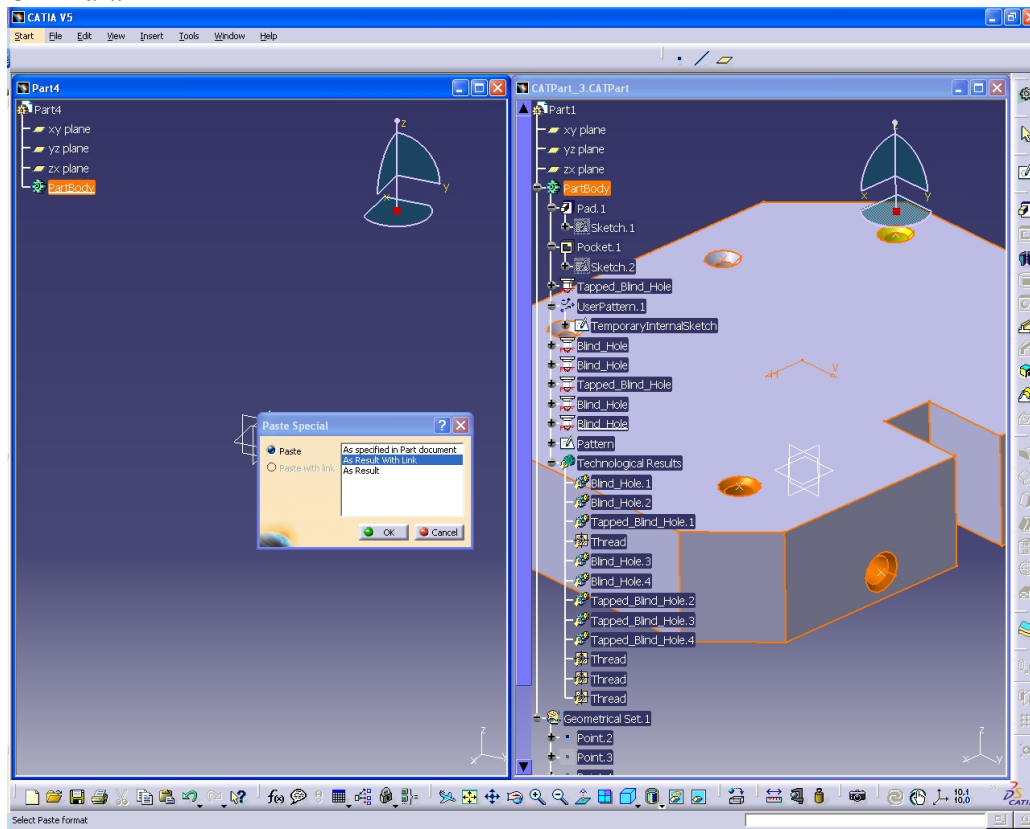 CATIA V5
Start File Edit View Insert Tools Window Help
Part4
Part4
xy plane
yz plane
zx plane
PartBody
z
y
x
Paste Special
Paste
Paste with link
As specified in Part document
As Result With Link
As Result
OK Cancel
z
x y
CATPart_3.CATPart
Part1
xy plane
yz plane
zx plane
PartBody
Pad.1
Sketch.1
Pocket.1
Sketch.2
Tapped_Blind_Hole
UserPattern.1
TemporaryInternalSketch
Blind_Hole
Blind_Hole
Tapped_Blind_Hole
Blind_Hole
Blind_Hole
Pattern
Technological Results
Blind_Hole.1
Blind_Hole.2
Tapped_Blind_Hole.1
Thread
Blind_Hole.3
Blind_Hole.4
Tapped_Blind_Hole.2
Tapped_Blind_Hole.3
Tapped_Blind_Hole.4
Thread
Thread
Thread
Geometrical Set.1
Point.2
Point.3
x y
H V
z
x y
f(x)
10,1
10.0
CATIA
Select Paste format